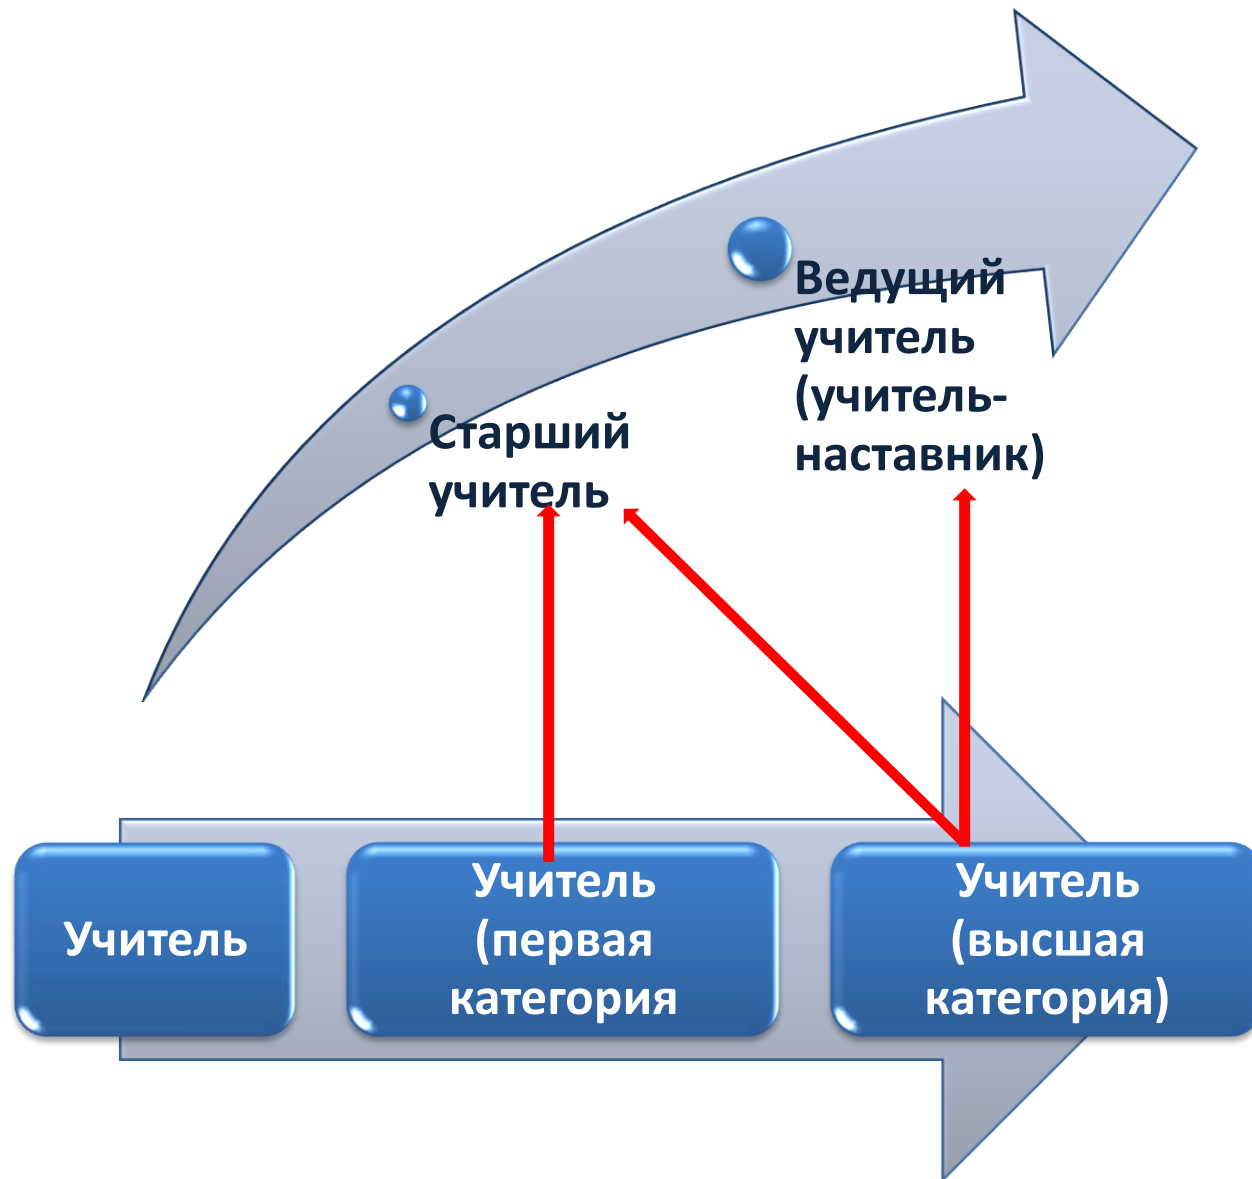 Ведущий
учитель
(учитель-
наставник)
Старший
учитель
Учитель
Учитель
(первая
категория
Учитель
(высшая
категория)